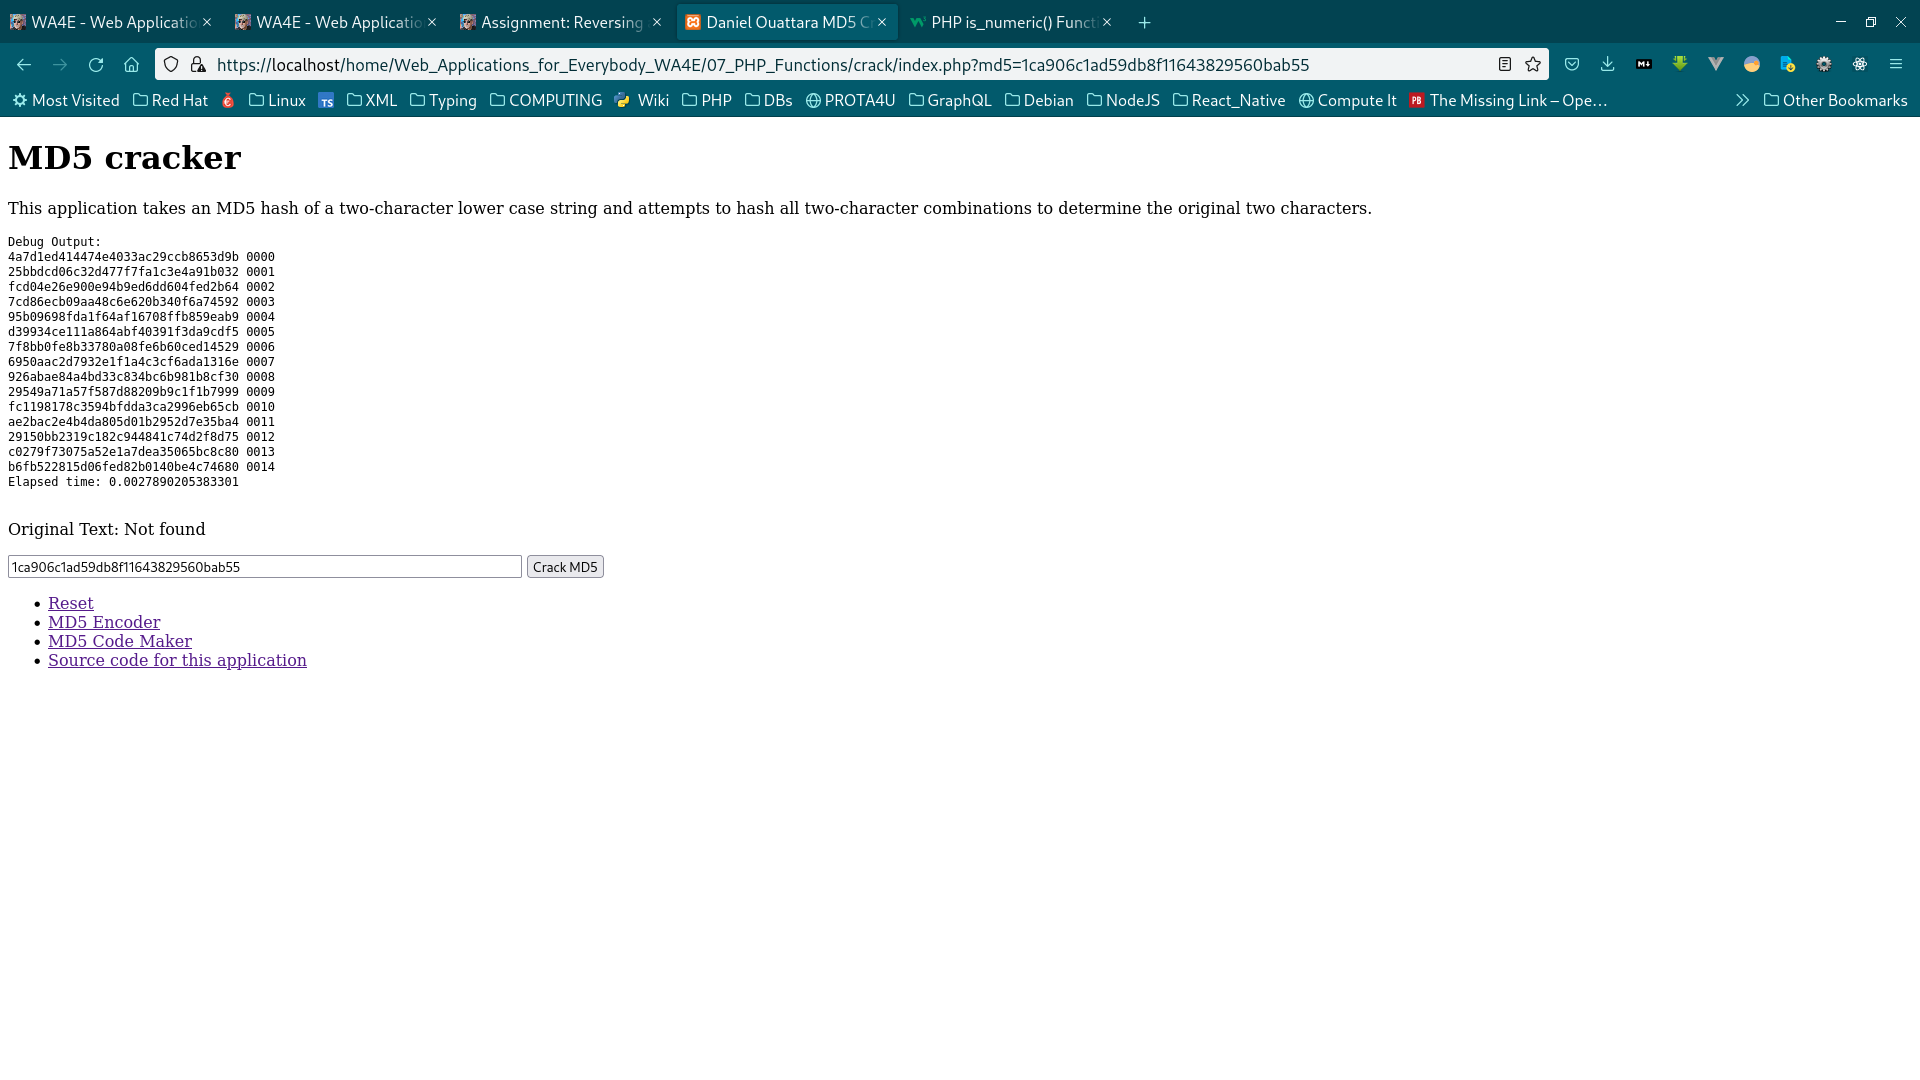 WA4E - Web Applicatio
WA4E - Web Applicatio
Assignment: Reversing
Daniel Ouattara MD5 C
PHP is_numeric() Funct
https://localhost/home/Web_Applications_for_Everybody_WA4E/07_PHP_Functions/crack/index.php?md5=1ca906c1ad59db8f11643829560bab55
Most Visited Red Hat Linux TS XML Typing COMPUTING Wiki PHP DBs PROTA4U GraphQL Debian NodeJS React_Native Compute It PB The Missing Link – Ope… Other Bookmarks
MD5 cracker
This application takes an MD5 hash of a two-character lower case string and attempts to hash all two-character combinations to determine the original two characters.
Debug Output:
4a7d1ed414474e4033ac29ccb8653d9b 0000
25bbdcd06c32d477f7fa1c3e4a91b032 0001
fcd04e26e900e94b9ed6dd604fed2b64 0002
7cd86ecb09aa48c6e620b340f6a74592 0003
95b09698fda1f64af16708ffb859eab9 0004
d39934ce111a864abf40391f3da9cdf5 0005
7f8bb0fe8b33780a08fe6b60ced14529 0006
6950aac2d7932e1f1a4c3cf6ada1316e 0007
926abae84a4bd33c834bc6b981b8cf30 0008
29549a71a57f587d88209b9c1f1b7999 0009
fc1198178c3594bfdda3ca2996eb65cb 0010
ae2bac2e4b4da805d01b2952d7e35ba4 0011
29150bb2319c182c944841c74d2f8d75 0012
c0279f73075a52e1a7dea35065bc8c80 0013
b6fb522815d06fed82b0140be4c74680 0014
Elapsed time: 0.0027890205383301
Original Text: Not found
1ca906c1ad59db8f11643829560bab55 Crack MD5
Reset
MD5 Encoder
MD5 Code Maker
Source code for this application